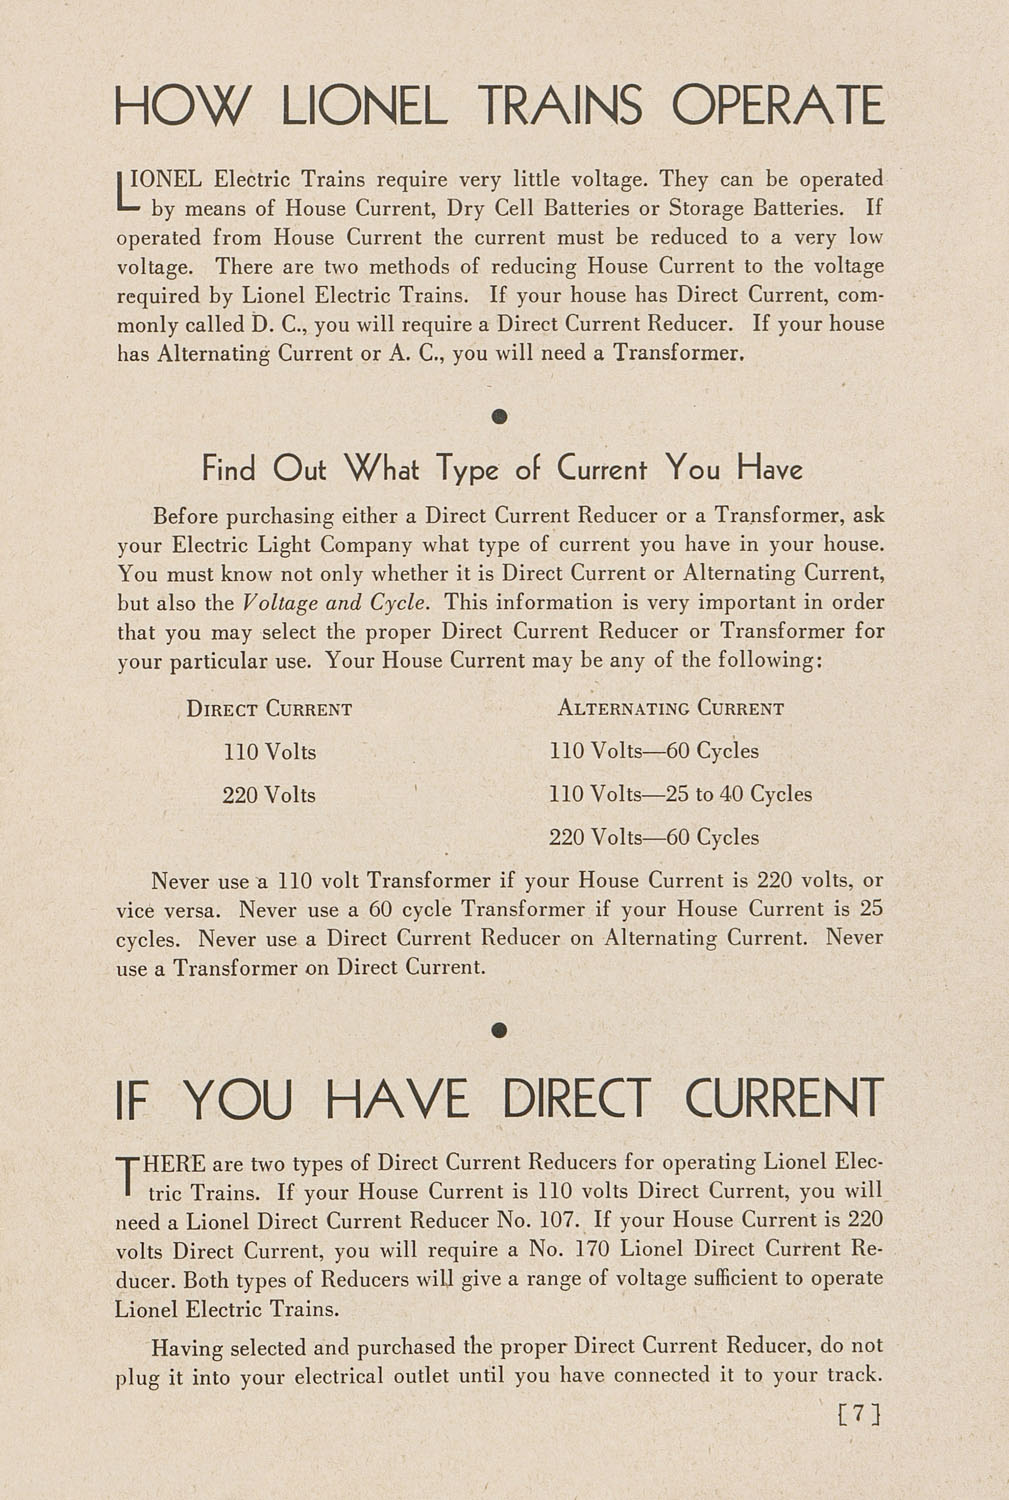 HOW LIONEL TRAINS OPERATE
LIONEL Electric Trains require very little voltage. They can be operated
by means of House Current, Dry Cell Batteries or Storage Batteries. If
operated from House Current the current must be reduced to a very low
voltage. There are two methods of reducing House Current to the voltage
required by Lionel Electric Trains. If your house has Direct Current, com-
monly called D. C., you will require a Direct Current Reducer. If your house
has Alternating Current or A. C., you will need a Transformer.
●
Find Out What Type of Current You Have
Before purchasing either a Direct Current Reducer or a Transformer, ask
your Electric Light Company what type of current you have in your house.
You must know not only whether it is Direct Current or Alternating Current,
but also the Voltage and Cycle. This information is very important in order
that you may select the proper Direct Current Reducer or Transformer for
your particular use. Your House Current may be any of the following:
DIRECT CURRENT ALTERNATING CURRENT
110 Volts 110 Volts—60 Cycles
220 Volts 110 Volts—25 to 40 Cycles
220 Volts—60 Cycles
Never use a 110 volt Transformer if your House Current is 220 volts, or
vice versa. Never use a 60 cycle Transformer if your House Current is 25
cycles. Never use a Direct Current Reducer on Alternating Current. Never
use a Transformer on Direct Current.
●
IF YOU HAVE DIRECT CURRENT
THERE are two types of Direct Current Reducers for operating Lionel Elec-
tric Trains. If your House Current is 110 volts Direct Current, you will
need a Lionel Direct Current Reducer No. 107. If your House Current is 220
volts Direct Current, you will require a No. 170 Lionel Direct Current Re-
ducer. Both types of Reducers will give a range of voltage sufficient to operate
Lionel Electric Trains.
Having selected and purchased the proper Direct Current Reducer, do not
plug it into your electrical outlet until you have connected it to your track.
[7]